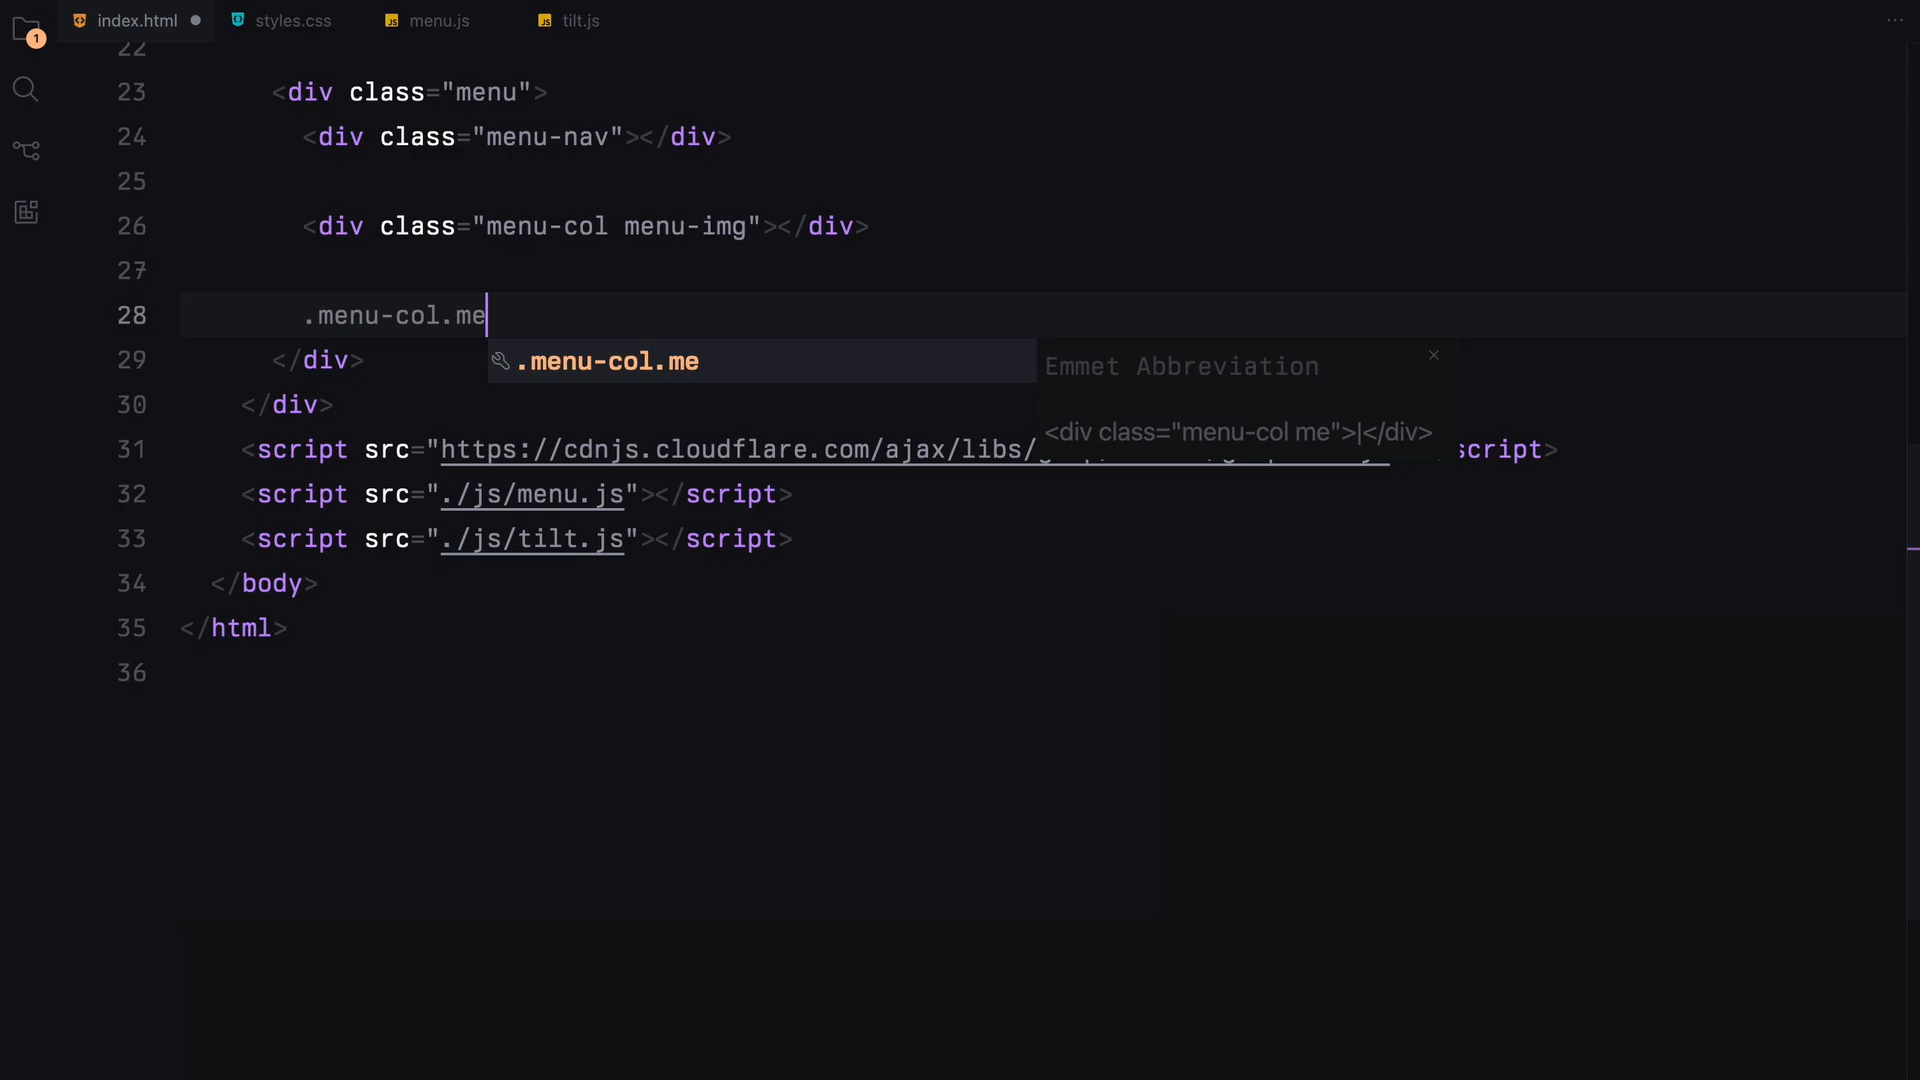 index.html
styles.css
menu.js
tilt.js
1
22
23 <div class="menu">
24 <div class="menu-nav"></div>
25
26 <div class="menu-col menu-img"></div>
27
28 .menu-col.me
29 </div>
.menu-col.me
Emmet Abbreviation
<div class="menu-col me">|</div>
30 </div>
31 <script src="https://cdnjs.cloudflare.com/ajax/libs/ script>
32 <script src="./js/menu.js"></script>
33 <script src="./js/tilt.js"></script>
34 </body>
35 </html>
36